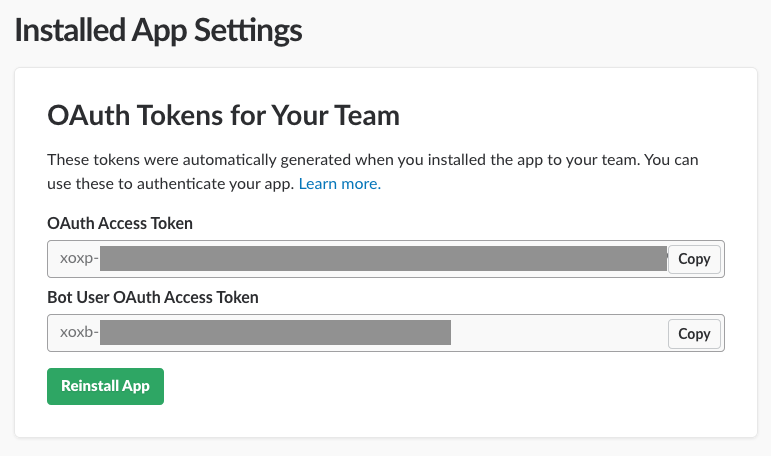 Installed App Settings
OAuth Tokens for Your Team
These tokens were automatically generated when you installed the app to your team. You can
use these to authenticate your app. Learn more.
OAuth Access Token
xoxp-
Copy
Bot User OAuth Access Token
xoxb-
Copy
Reinstall App